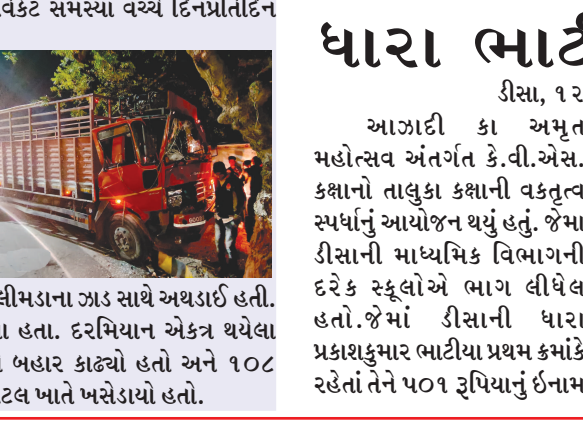 વિકટ સમસ્યા વચ્ચે દિનપ્રતિદિન
લીમડાના ઝાડ સાથે અથડાઈ હતી.
હતા. દરમિયાન એકત્ર થયેલા
બહાર કાઢ્યો હતો અને ૧૦૮
ખાતે ખસેડાયો હતો.
ધારા ભાટી
ડીસા, ૧૨
આઝાદી કા અમૃત
મહોત્સવ અંતર્ગત કે.વી.એસ.
કક્ષાનો તાલુકા કક્ષાની વકતૃત્વ
સ્પર્ધાનું આયોજન થયું હતું. જેમા
ડીસાની માધ્યમિક વિભાગની
દરેક સ્કૂલોએ ભાગ લીધેલ
હતો.જેમાં ડીસાની ધારા
પ્રકાશકુમાર ભાટીયા પ્રથમ ક્રમાંકે
રહેતાં તેને ૫૦૧ રૂપિયાનું ઇનામ